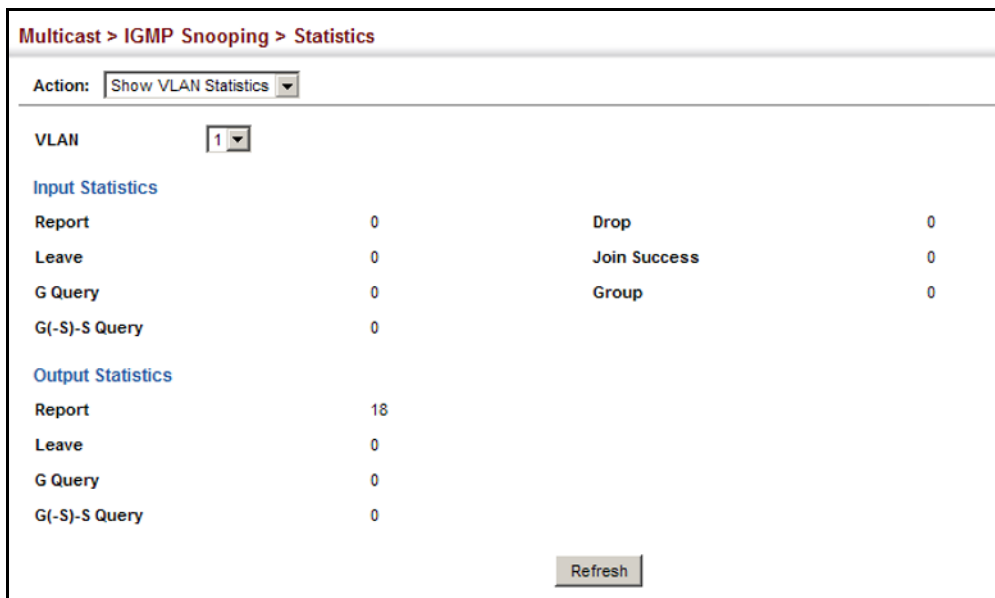 Multicast > IGMP Snooping > Statistics
Action: Show VLAN Statistics
VLAN 1
Input Statistics
Report 0 Drop 0
Leave 0 Join Success 0
G Query 0 Group 0
G(-S)-S Query 0
Output Statistics
Report 18
Leave 0
G Query 0
G(-S)-S Query 0
Refresh